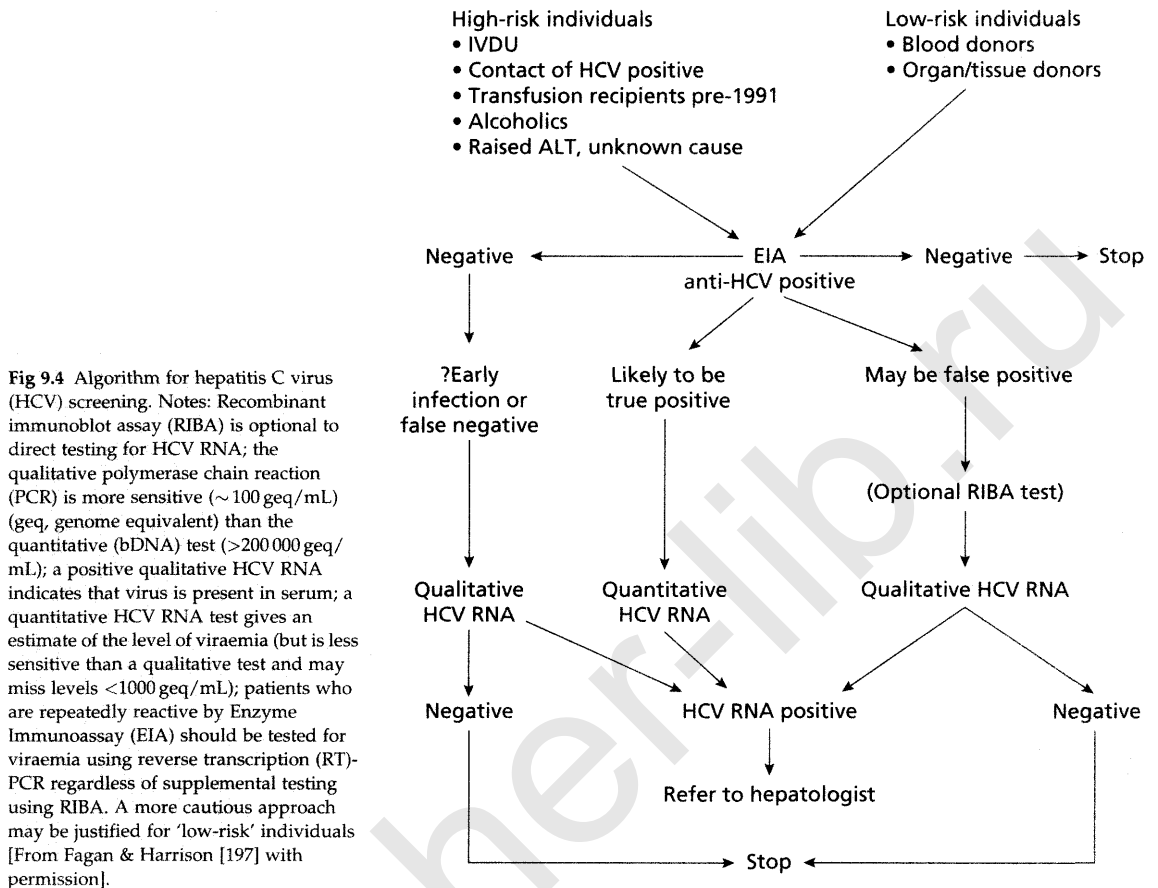 High-risk individuals
• IVDU
• Contact of HCV positive
• Transfusion recipients pre-1991
• Alcoholics
• Raised ALT, unknown cause
Low-risk individuals
• Blood donors
• Organ/tissue donors
Negative
EIA
anti-HCV positive
Negative
Stop
?Early
infection or
false negative
Likely to be
true positive
May be false positive
(Optional RIBA test)
Qualitative
HCV RNA
Quantitative
HCV RNA
Qualitative HCV RNA
Negative
HCV RNA positive
Negative
Refer to hepatologist
Stop
Fig 9.4 Algorithm for hepatitis C virus
(HCV) screening. Notes: Recombinant
immunoblot assay (RIBA) is optional to
direct testing for HCV RNA; the
qualitative polymerase chain reaction
(PCR) is more sensitive (~100 geq/mL)
(geq, genome equivalent) than the
quantitative (bDNA) test (>200 000 geq/
mL); a positive qualitative HCV RNA
indicates that virus is present in serum; a
quantitative HCV RNA test gives an
estimate of the level of viraemia (but is less
sensitive than a qualitative test and may
miss levels <1000 geq/mL); patients who
are repeatedly reactive by Enzyme
Immunoassay (EIA) should be tested for
viraemia using reverse transcription (RT)-
PCR regardless of supplemental testing
using RIBA. A more cautious approach
may be justified for 'low-risk' individuals
[From Fagan & Harrison [197] with
permission].
her-lib.ru